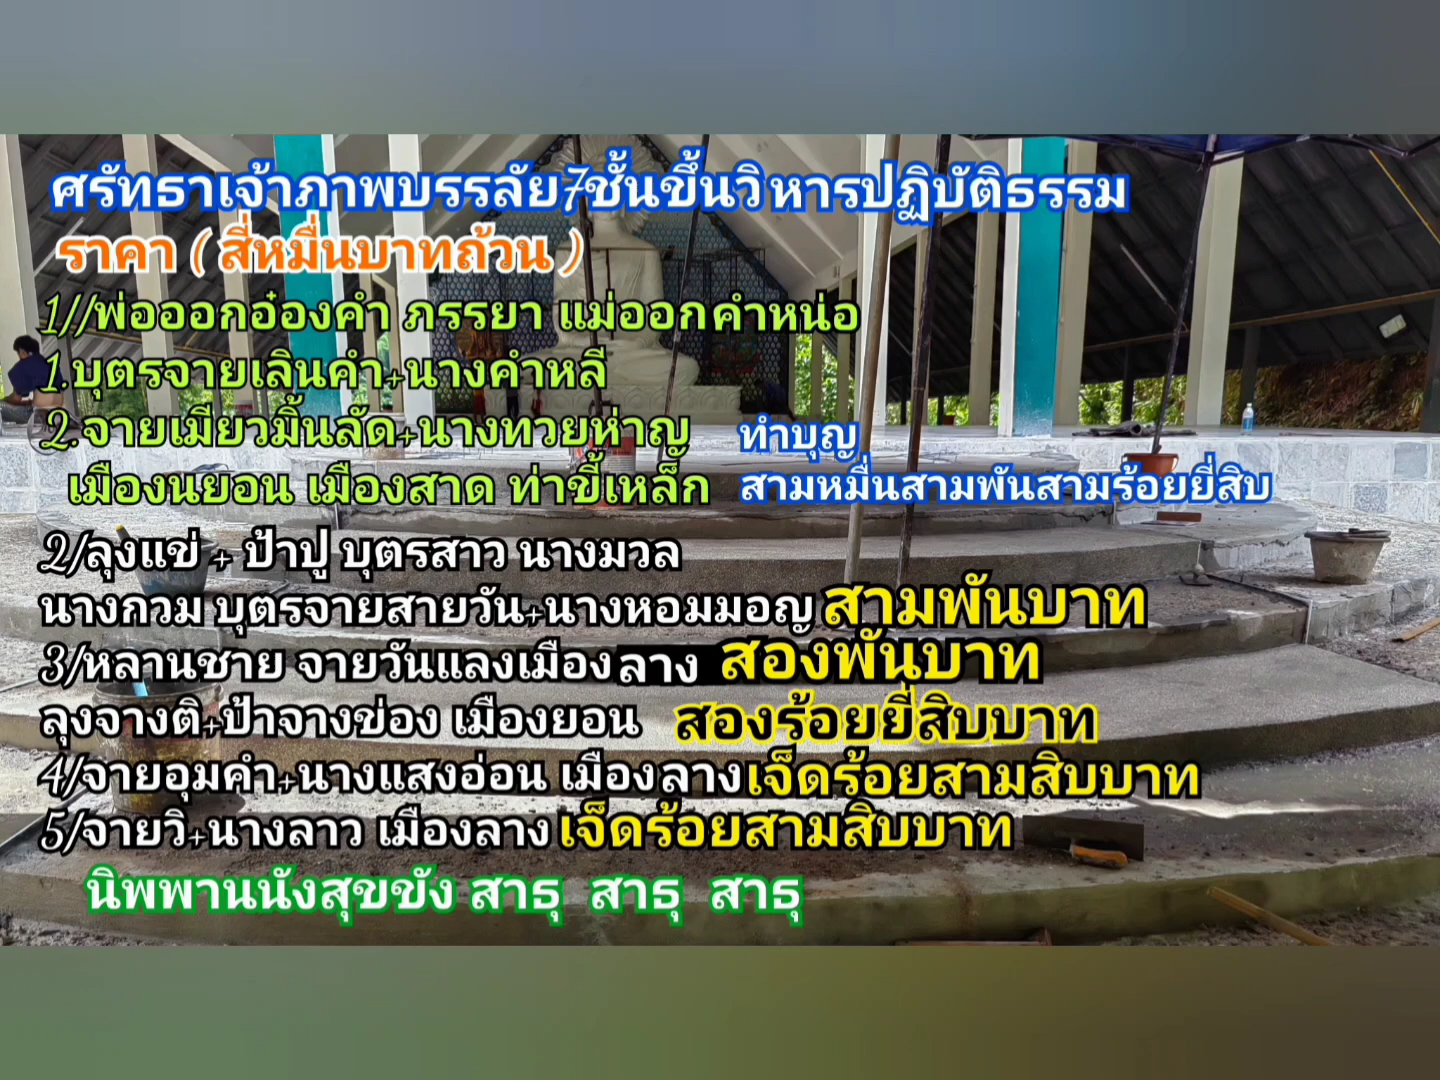 ศรัทธาเจ้าภาพบรรลัย7ชั้นขึ้นวิหารปฏิบัติธรรม
ราคา ( สี่หมื่นบาทถ้วน )
1//พ่อออกอ๋องคำ ภรรยา แม่ออกคำหน่อ
1.บุตรจายเลินคำ+นางคำหลี
2.จายเมียวมิ้นลัด+นางทวยห่าญ
ทำบุญ
เมืองนยอน เมืองสาด ท่าขี้เหล็ก
สามหมื่นสามพันสามร้อยยี่สิบ
2/ลุงแข่ + ป้าปู บุตรสาว นางมวล
นางกวม บุตรจายสายวัน+นางหอมมอญ สามพันบาท
3/หลานชาย จายวันแลงเมืองลาง สองพันบาท
ลุงจางติ+ป้าจางข่อง เมืองยอน สองร้อยยี่สิบบาท
4/จายอุมคำ+นางแสงอ่อน เมืองลางเจ็ดร้อยสามสิบบาท
5/จายวิ+นางลาว เมืองลางเจ็ดร้อยสามสิบบาท
นิพพานนังสุขขัง สาธุ สาธุ สาธุ